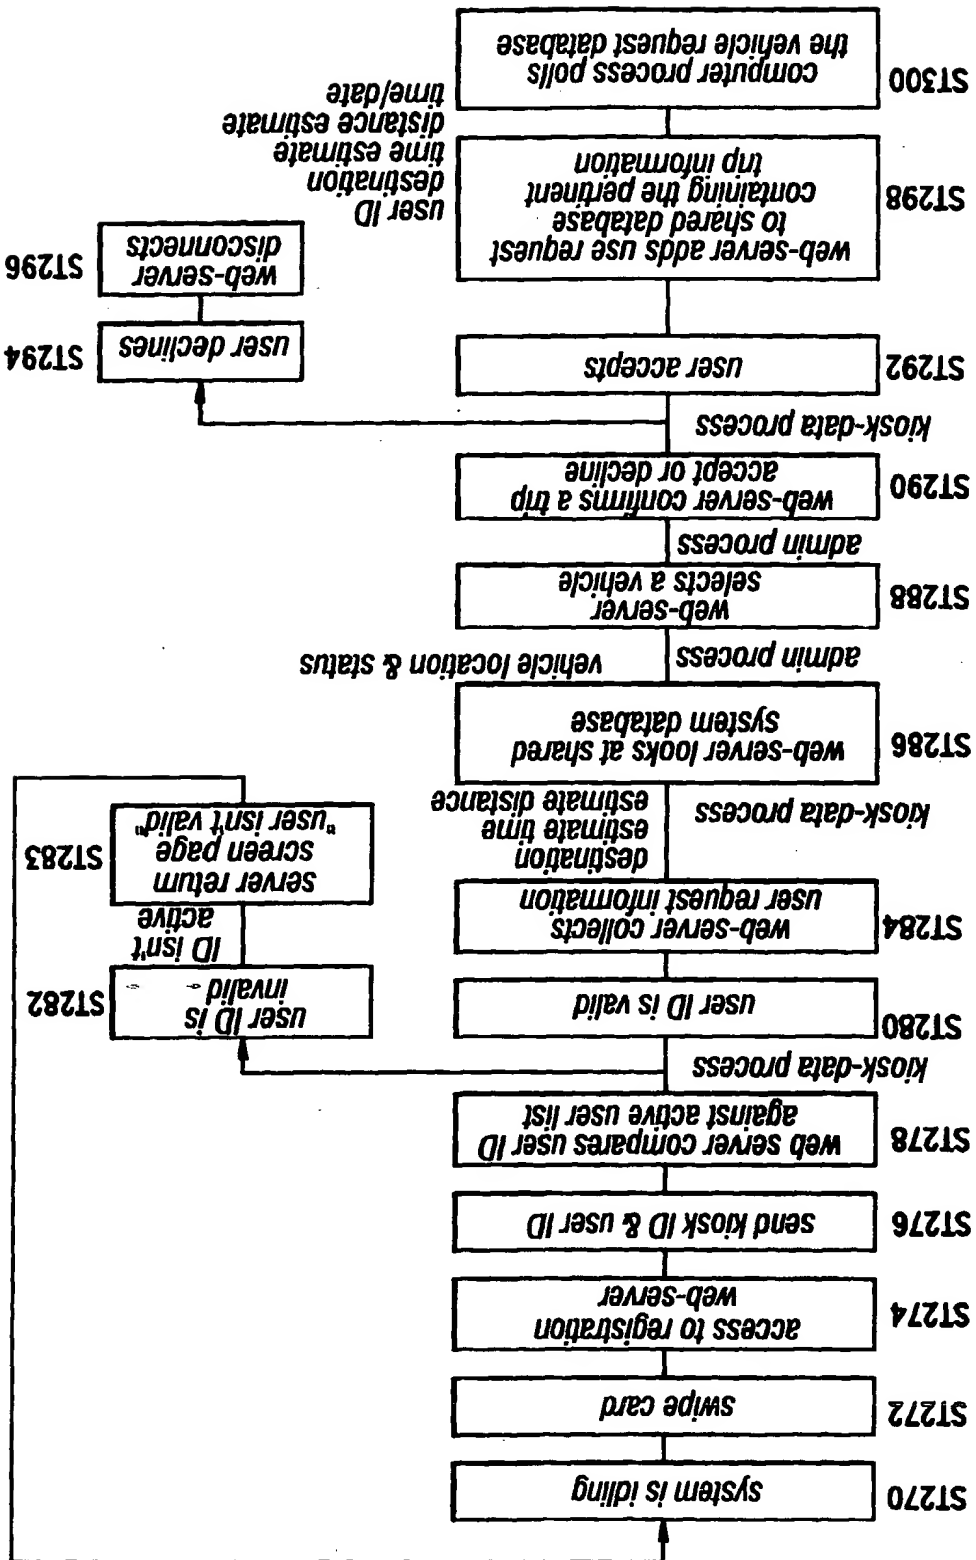 ST270
system is idling
ST272
swipe card
ST274
access to registration
web-server
ST276
send kiosk ID & user ID
ST278
web server compares user ID
against active user list
kiosk-data process
ST280
user ID is valid
user ID is
invalid
ST282
ID isn't
active
server return
screen page
"user isn't valid"
ST283
ST284
web-server collects
user request information
destination
estimate time
estimate distance
kiosk-data process
ST286
web-server looks at shared
system database
admin process
vehicle location & status
ST288
web-server
selects a vehicle
admin process
ST290
web-server confirms a trip
accept or decline
kiosk-data process
ST292
user accepts
user declines
ST294
web-server
disconnects
ST296
ST298
web-server adds use request
to shared database
containing the pertinent
trip information
user ID
destination
time estimate
distance estimate
time/date
ST300
computer process polls
the vehicle request database